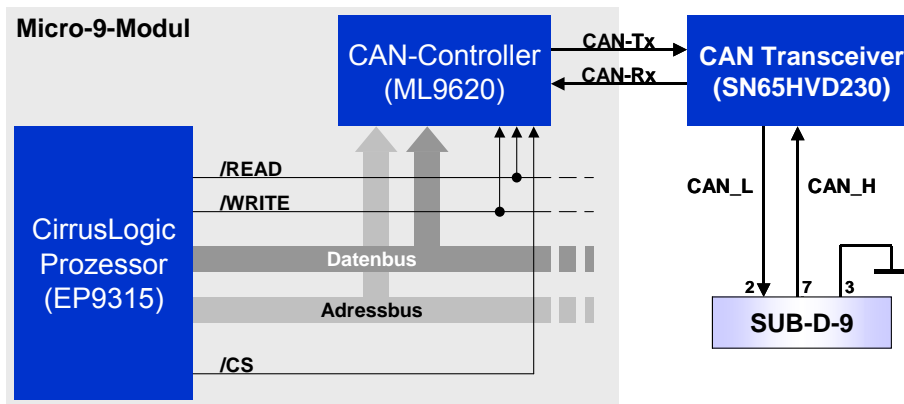 Micro-9-Modul
CAN-Controller
(ML9620)
CAN-Tx
CAN-Rx
CAN Transceiver
(SN65HVD230)
/READ
/WRITE
CirrusLogic
Prozessor
(EP9315)
Datenbus
Adressbus
/CS
CAN_L
CAN_H
2
7
3
SUB-D-9